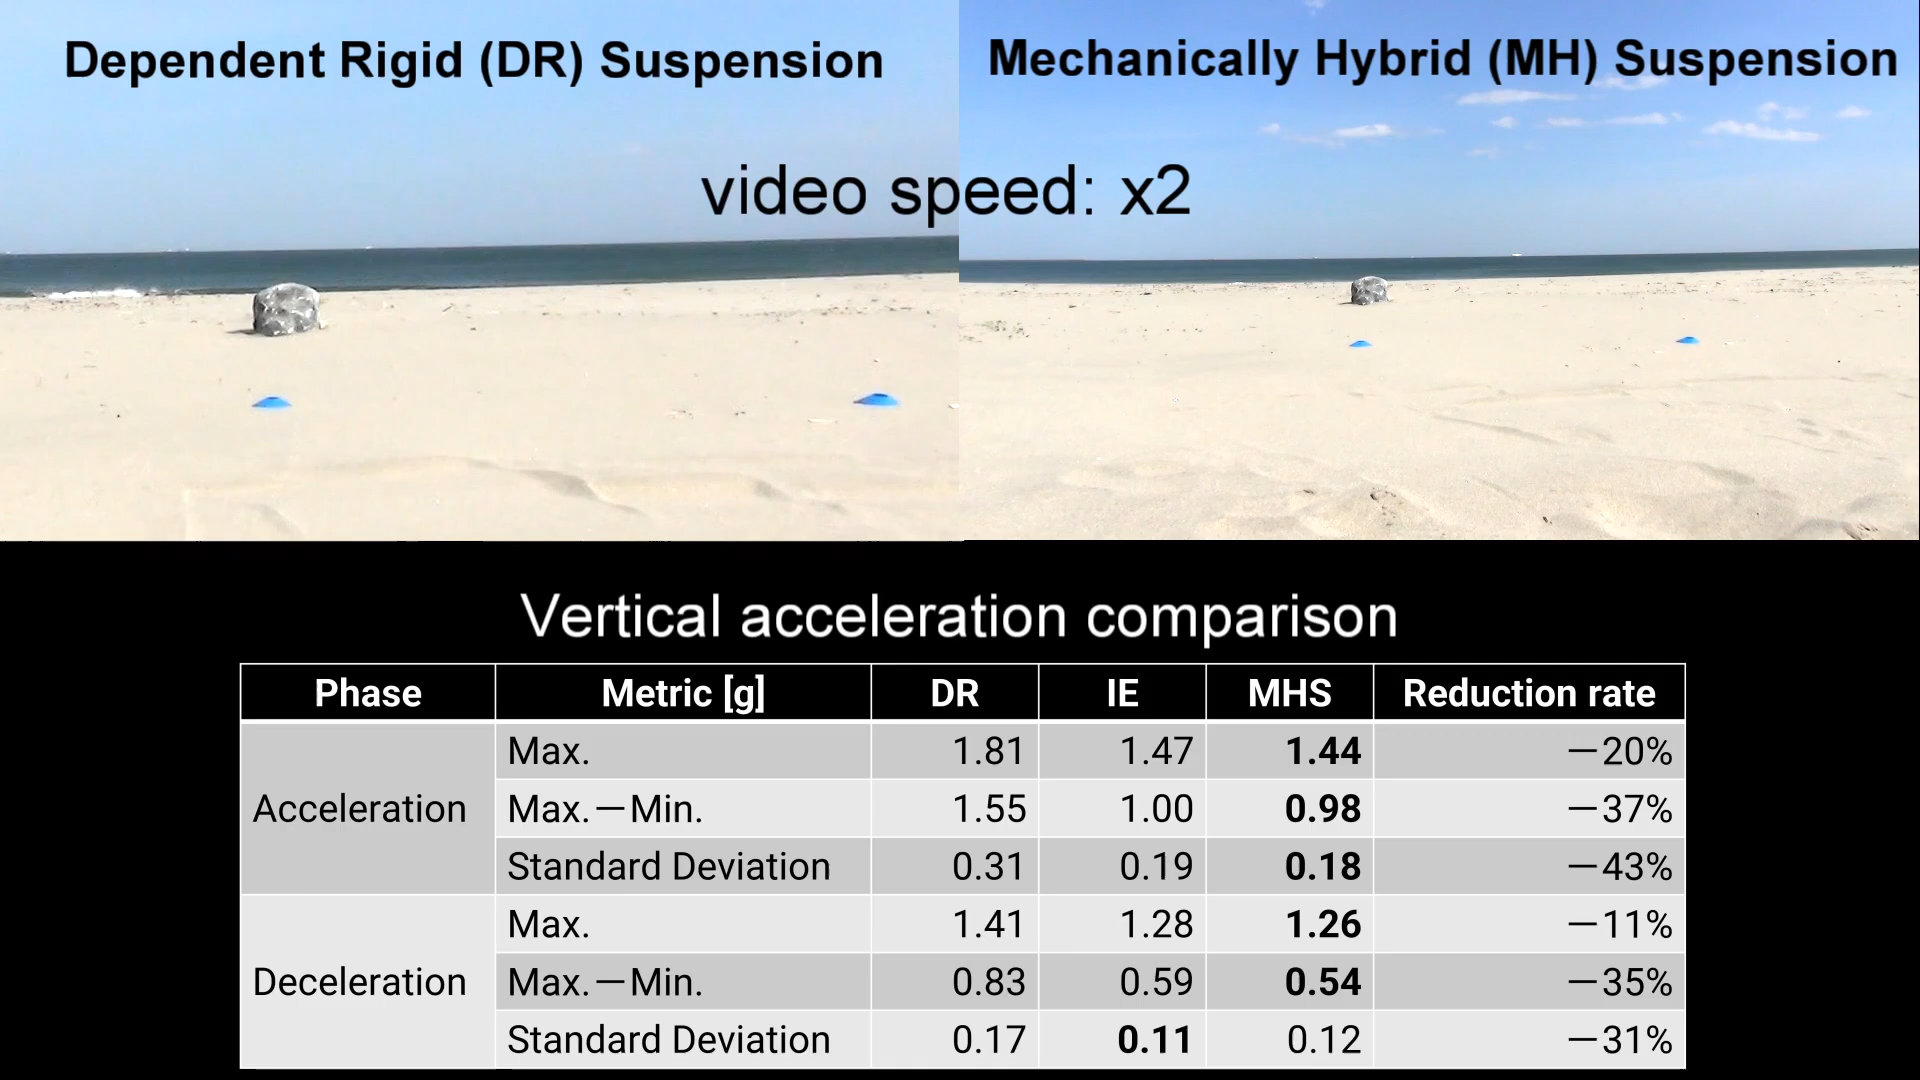 Dependent Rigid (DR) Suspension
Mechanically Hybrid (MH) Suspension
video speed: x2
Vertical acceleration comparison
Phase Metric [g] DR IE MHS Reduction rate
Acceleration
Max. 1.81 1.47 1.44 —20%
Max.—Min. 1.55 1.00 0.98 —37%
Standard Deviation 0.31 0.19 0.18 —43%
Deceleration
Max. 1.41 1.28 1.26 —11%
Max.—Min. 0.83 0.59 0.54 —35%
Standard Deviation 0.17 0.11 0.12 —31%